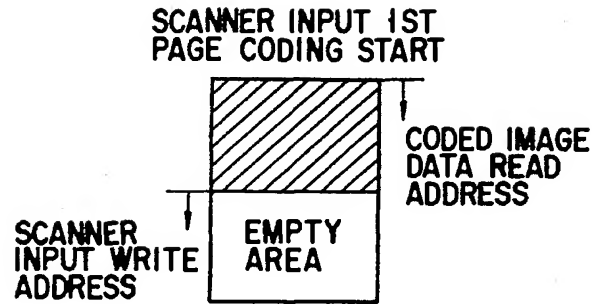 SCANNER INPUT 1ST
PAGE CODING START
CODED IMAGE
DATA READ
ADDRESS
SCANNER
INPUT WRITE
ADDRESS
EMPTY
AREA